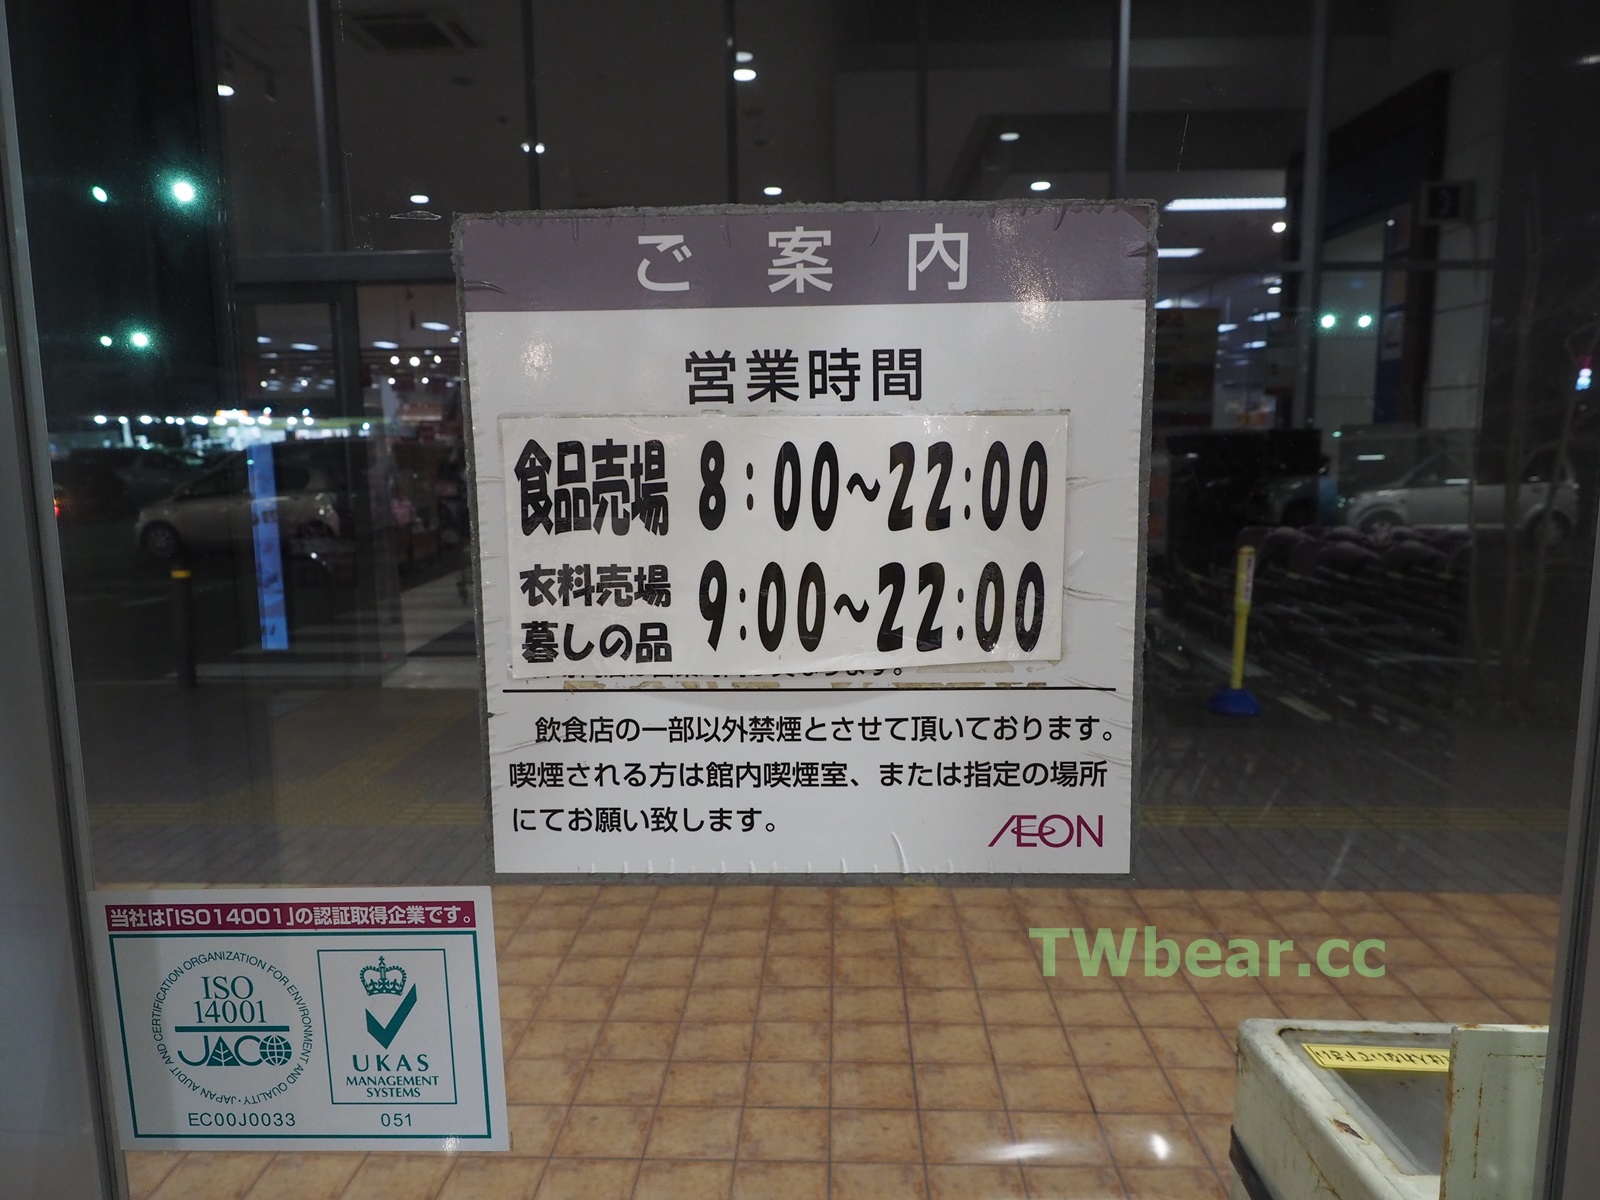 ご案内
営業時間
食品売場 8:00~22:00
衣料売場
暮しの品 9:00~22:00
飲食店の一部以外禁煙とさせて頂いております。
喫煙される方は館内喫煙室、または指定の場所
にてお願い致します。
ÆON
当社は「ISO14001」の認証取得企業です。
JAPAN AUDIT AND CERTIFICATION ORGANIZATION FOR ENVIRONMENT AND QUALITY・
ISO
14001
JACO
EC00J0033
UKAS
MANAGEMENT
SYSTEMS
051
TWbear.cc